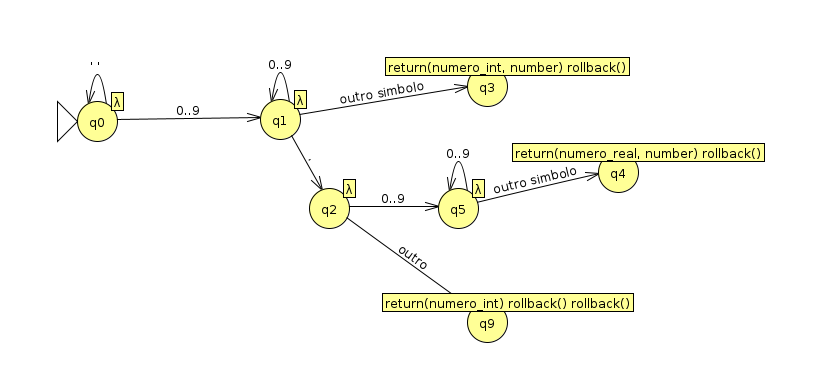 ' '
0..9
return(numero_int, number) rollback()
λ
q0
0..9
λ
q1
outro simbolo
q3
.
0..9
return(numero_real, number) rollback()
λ
q2
0..9
λ
q5
outro simbolo
q4
outro
return(numero_int) rollback() rollback()
q9